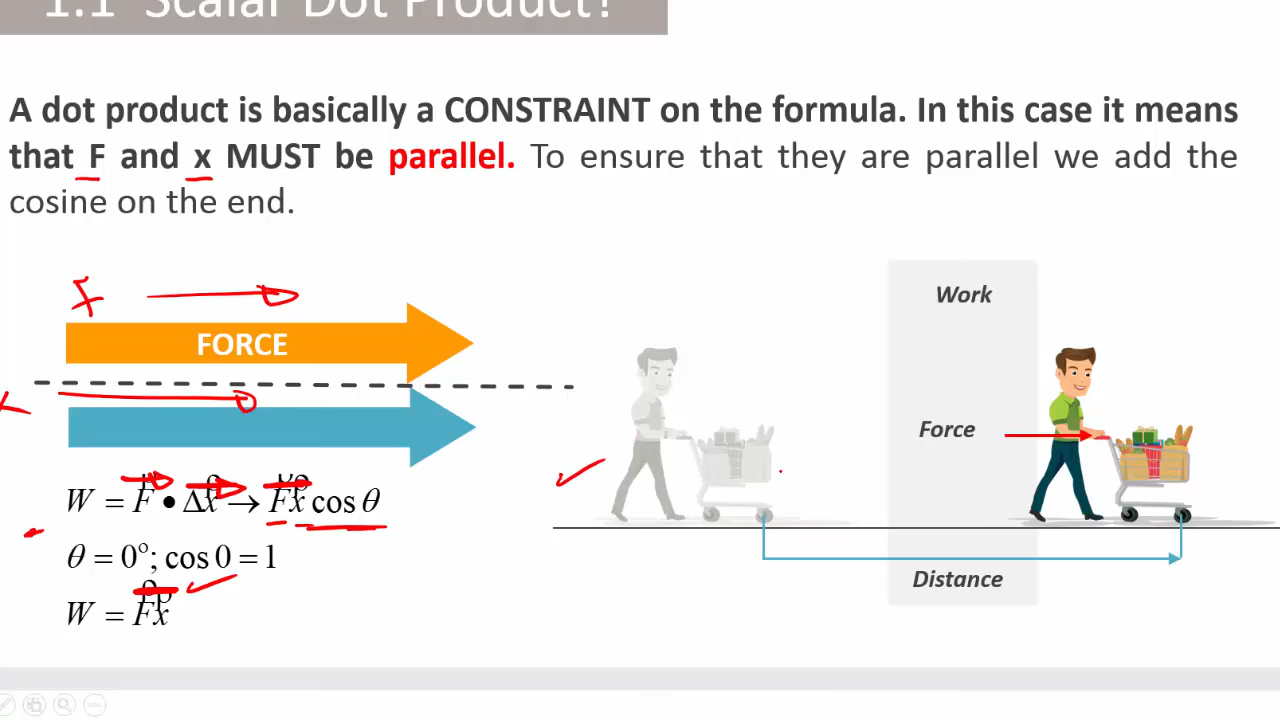 1.1 Scalar Dot Product?
A dot product is basically a CONSTRAINT on the formula. In this case it means
that F and x MUST be parallel. To ensure that they are parallel we add the
cosine on the end.
F
FORCE
x
W = F • Δx → Fx cos θ
θ = 0°; cos 0 = 1
W = Fx
Work
Force
Distance